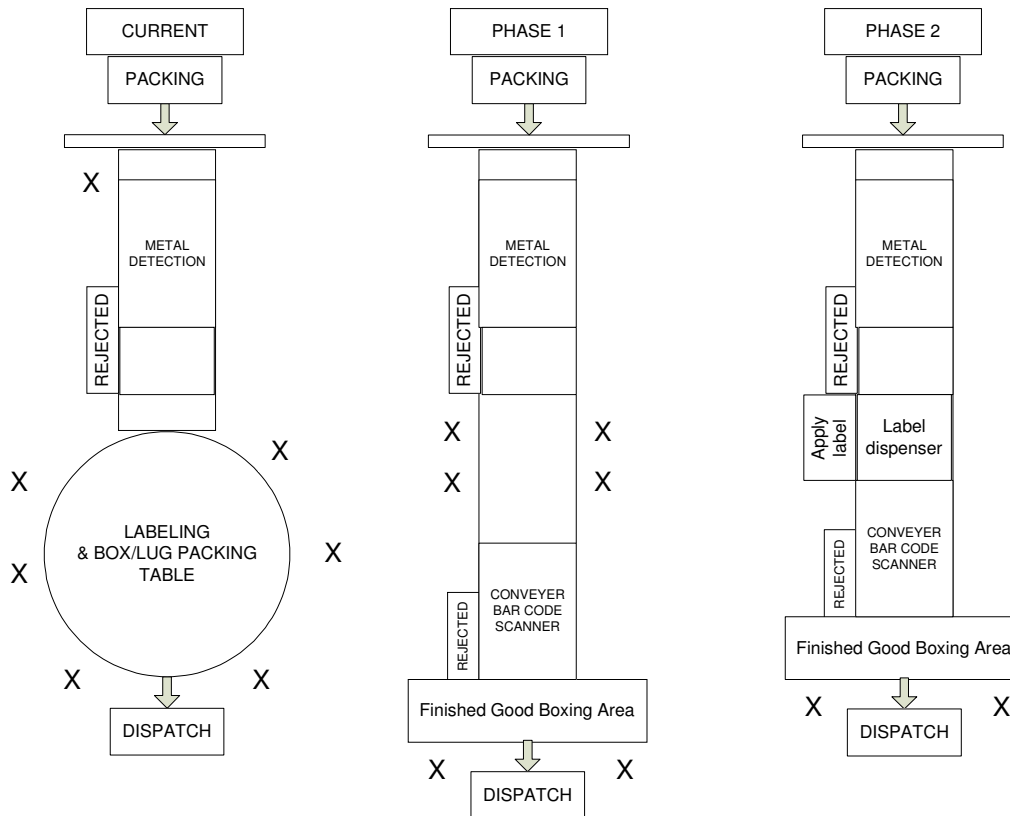 CURRENT
PACKING
X
METAL
DETECTION
REJECTED
X
X
X
X
LABELING
& BOX/LUG PACKING
TABLE
X
X
DISPATCH
PHASE 1
PACKING
METAL
DETECTION
REJECTED
X
X
X
X
CONVEYER
BAR CODE
SCANNER
REJECTED
Finished Good Boxing Area
X
X
DISPATCH
PHASE 2
PACKING
METAL
DETECTION
REJECTED
Apply
label
Label
dispenser
CONVEYER
BAR CODE
SCANNER
REJECTED
Finished Good Boxing Area
X
X
DISPATCH